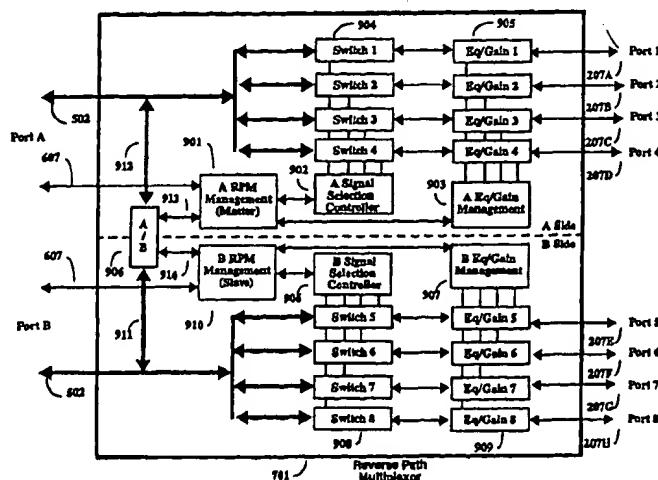 904
905
Switch 1
Eq/Gain 1
Port 1
207A
Switch 2
Eq/Gain 2
Port 2
207B
502
Switch 3
Eq/Gain 3
Port 3
207C
Port A
912
901
Switch 4
Eq/Gain 4
Port 4
207D
607
902
903
913
A RPM
Management
(Master)
A Signal
Selection
Controller
A Eq/Gain
Management
A Side
A / B
B Side
914
906
607
B RPM
Management
(Slave)
B Signal
Selection
Controller
B Eq/Gain
Management
906
907
Port B
911
910
Switch 5
Eq/Gain 5
Port 5
207E
Switch 6
Eq/Gain 6
Port 6
207F
502
Switch 7
Eq/Gain 7
Port 7
207G
Switch 8
Eq/Gain 8
Port 8
207H
908
909
701
Reverse Path
Multiplexor